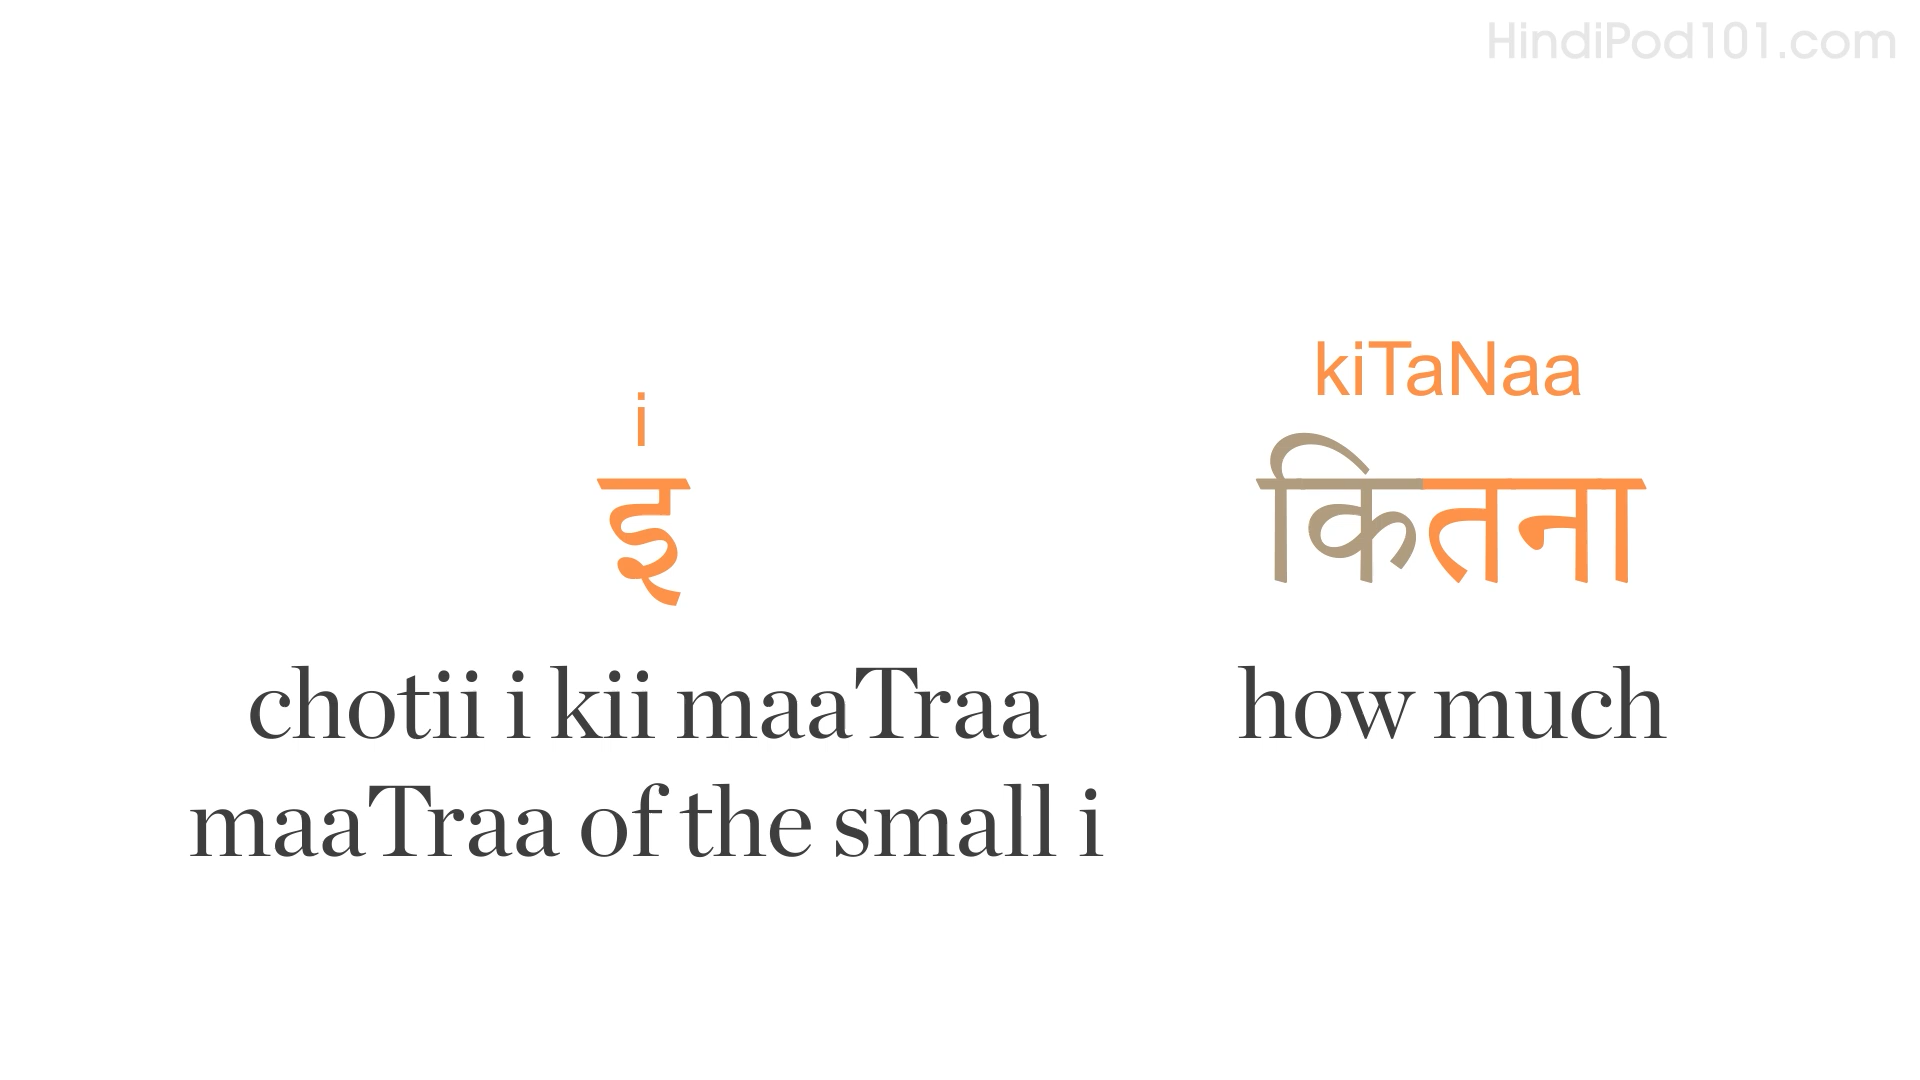 HindiPod101.com
i
इ
chotii i kii maaTraa
maaTraa of the small i
kiTaNaa
कितना
how much